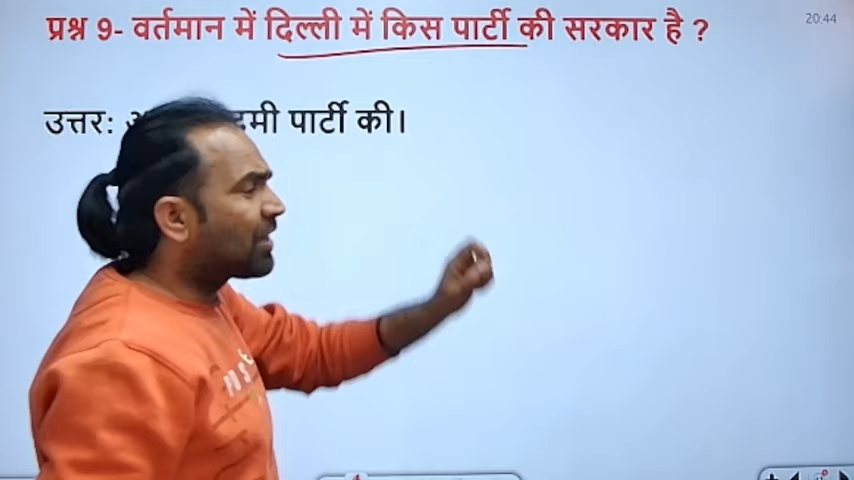 प्रश्न 9- वर्तमान में दिल्ली में किस पार्टी की सरकार है ?
20:44
उत्तर: पार्टी की।